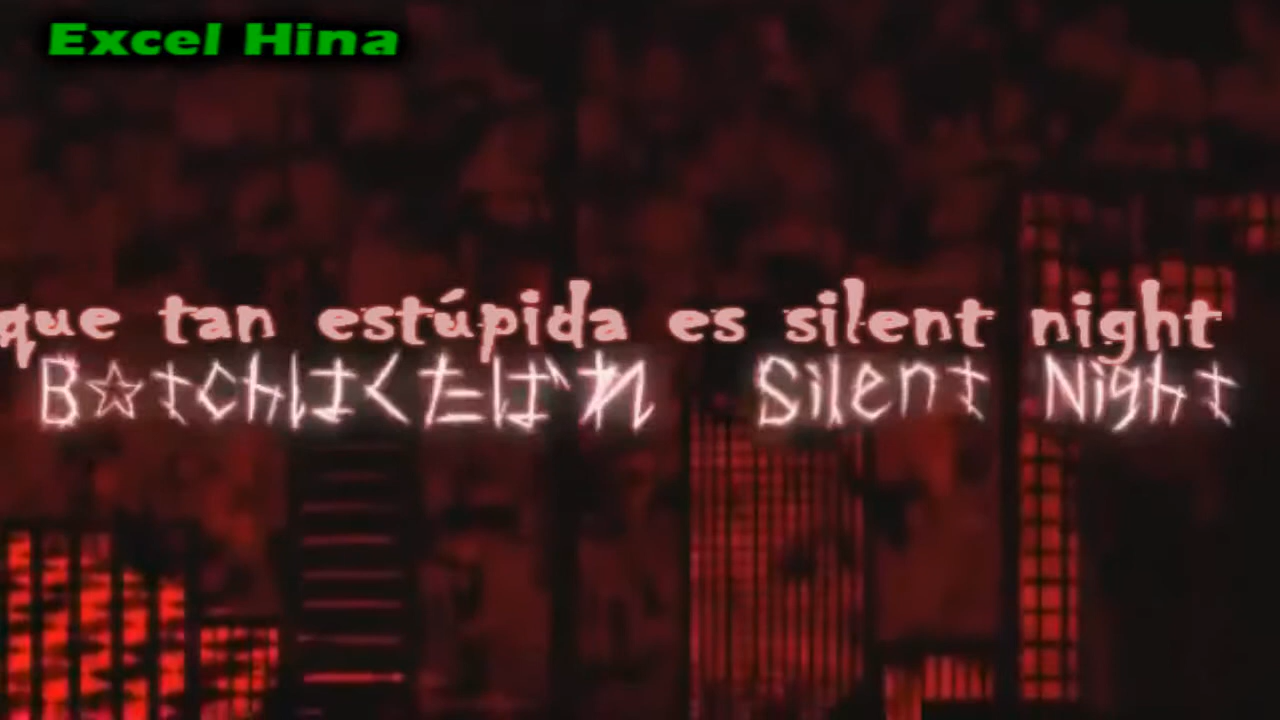 Excel Hina
que tan estúpida es silent night
B☆tchはくたばれ Silent Night